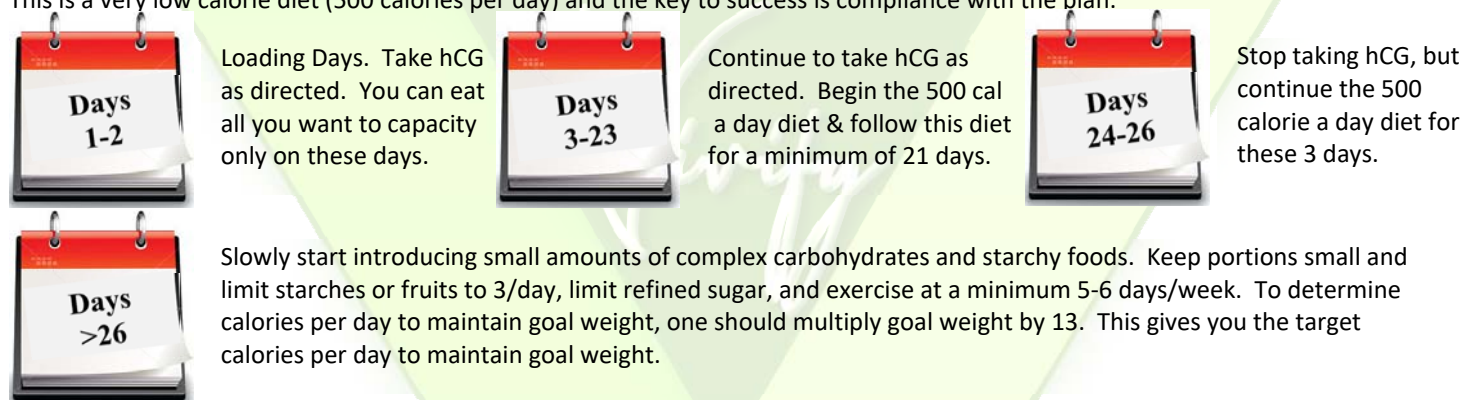 This is a very low calorie diet (500 calories per day) and the key to success is compliance with the plan.
Days
1-2
Loading Days.  Take hCG
as directed.  You can eat
all you want to capacity
only on these days.
Days
3-23
Continue to take hCG as
directed.  Begin the 500 cal
a day diet & follow this diet
for a minimum of 21 days.
Days
24-26
Stop taking hCG, but
continue the 500
calorie a day diet for
these 3 days.
Days
>26
Slowly start introducing small amounts of complex carbohydrates and starchy foods.  Keep portions small and
limit starches or fruits to 3/day, limit refined sugar, and exercise at a minimum 5-6 days/week.  To determine
calories per day to maintain goal weight, one should multiply goal weight by 13.  This gives you the target
calories per day to maintain goal weight.